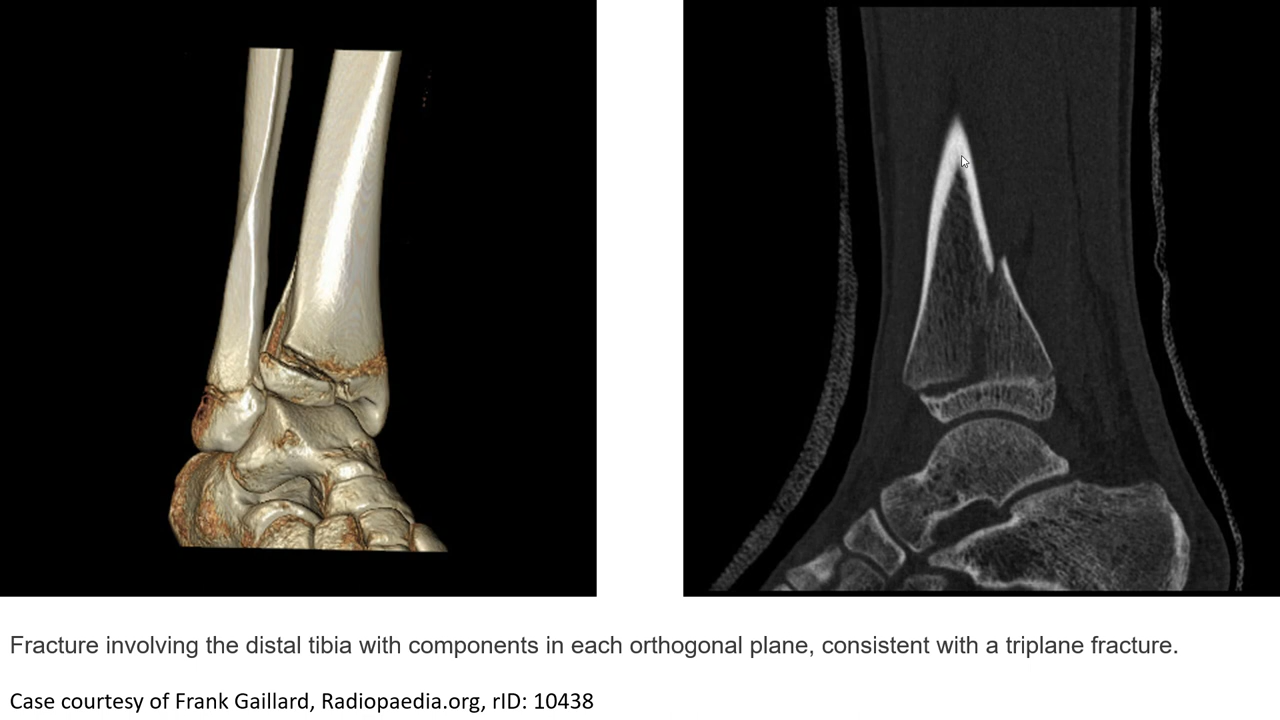 Fracture involving the distal tibia with components in each orthogonal plane, consistent with a triplane fracture.
Case courtesy of Frank Gaillard, Radiopaedia.org, rID: 10438